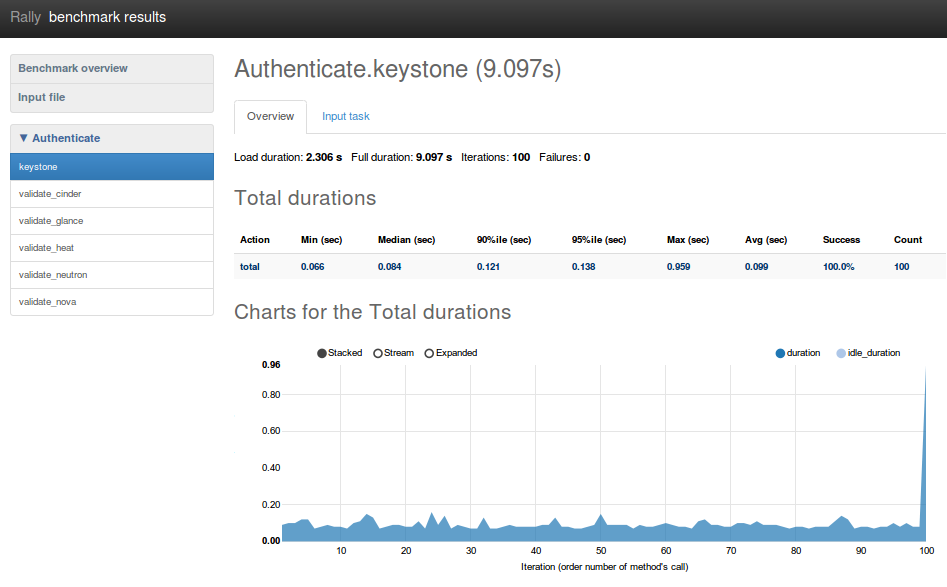 Rally benchmark results
Benchmark overview
Input file
▼ Authenticate
keystone
validate_cinder
validate_glance
validate_heat
validate_neutron
validate_nova
Authenticate.keystone (9.097s)
Overview Input task
Load duration: 2.306 s Full duration: 9.097 s Iterations: 100 Failures: 0
Total durations
Action Min (sec) Median (sec) 90%ile (sec) 95%ile (sec) Max (sec) Avg (sec) Success Count
total 0.066 0.084 0.121 0.138 0.959 0.099 100.0% 100
Charts for the Total durations
Stacked Stream Expanded duration idle_duration
0.96
0.80
0.60
0.40
0.20
0.00
10 20 30 40 50 60 70 80 90 100
Iteration (order number of method's call)